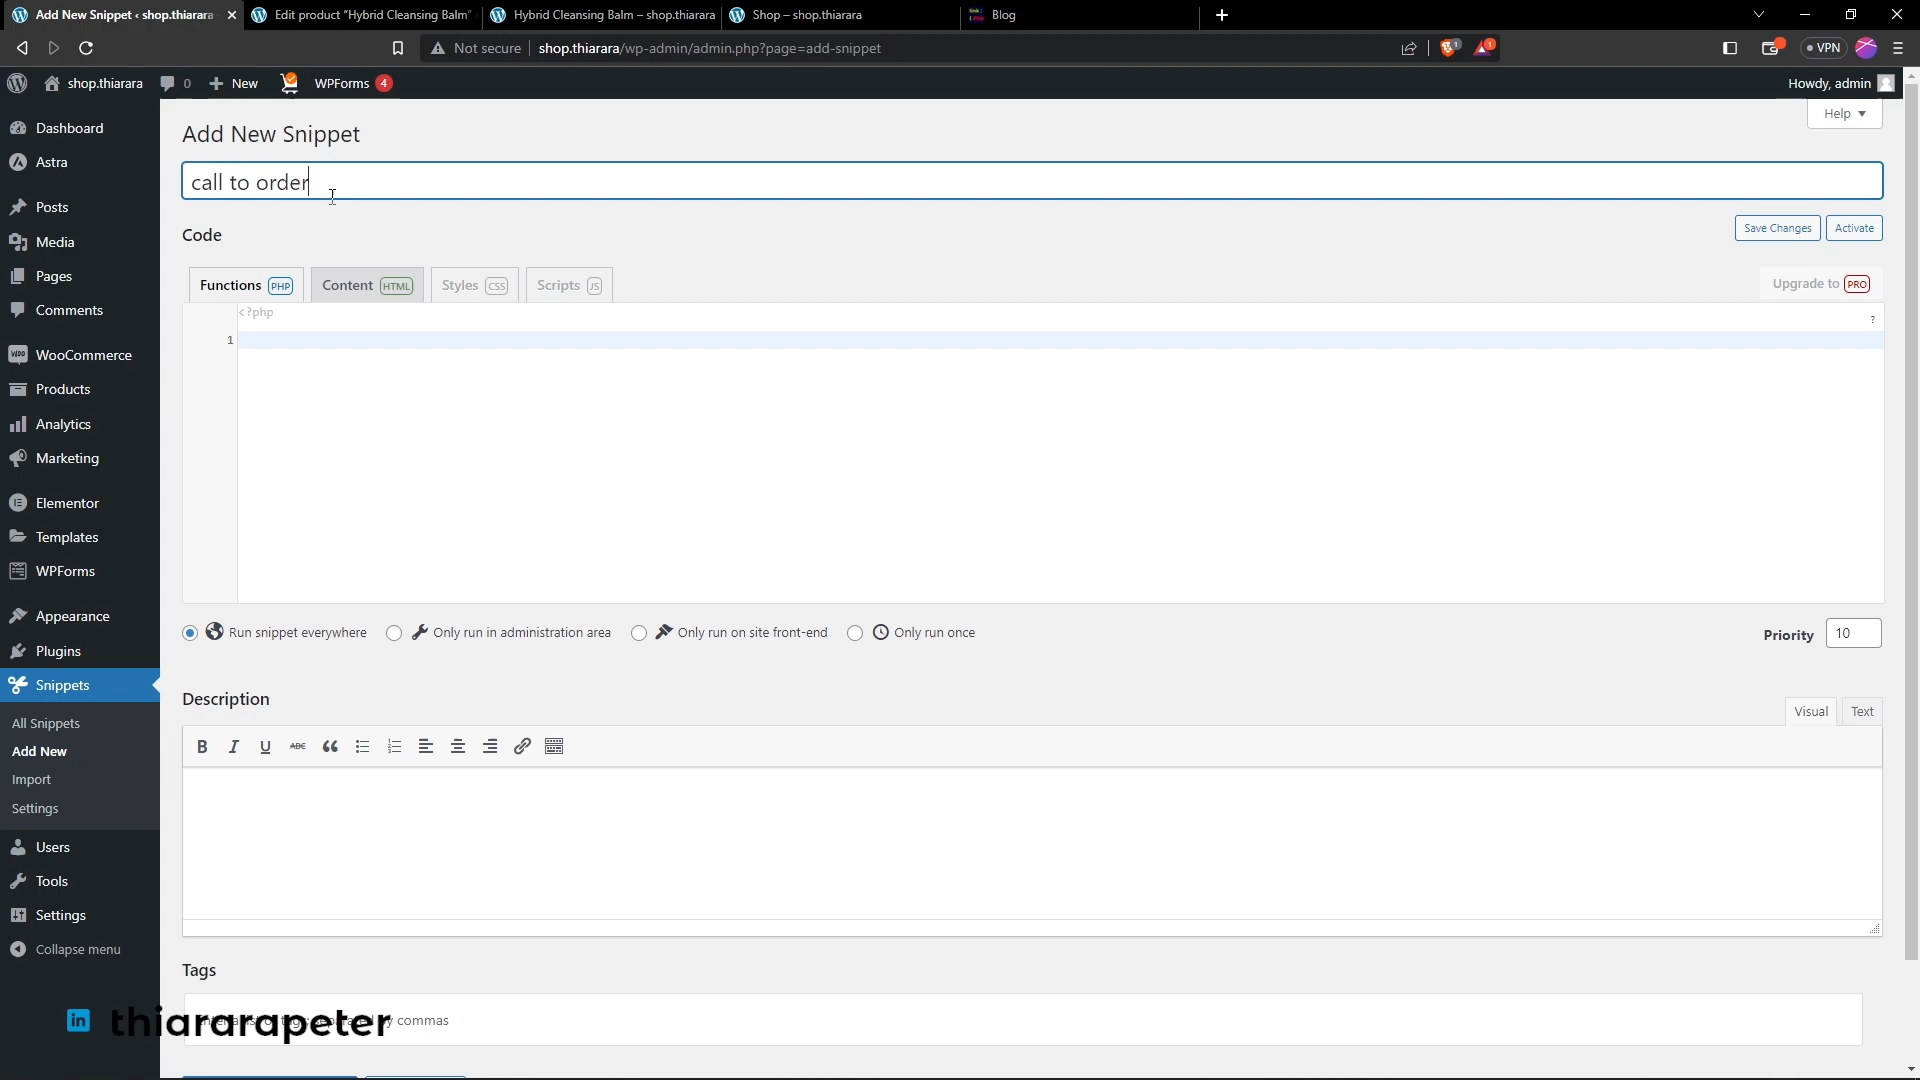 Add New Snippet ‹ shop.thiarara
Edit product "Hybrid Cleansing Balm"
Hybrid Cleansing Balm – shop.thiarara
Shop – shop.thiarara
Blog
Not secure
shop.thiarara/wp-admin/admin.php?page=add-snippet
1
1
VPN
shop.thiarara
0
New
WPForms
4
Howdy, admin
Dashboard
Astra
Posts
Media
Pages
Comments
WooCommerce
Products
Analytics
Marketing
Elementor
Templates
WPForms
Appearance
Plugins
Snippets
All Snippets
Add New
Import
Settings
Users
Tools
Settings
Collapse menu
Help
Add New Snippet
call to order
Code
Save Changes
Activate
Functions PHP
Content HTML
Styles CSS
Scripts JS
Upgrade to PRO
<?php
?
1
Run snippet everywhere
Only run in administration area
Only run on site front-end
Only run once
Priority
10
Description
Visual
Text
B I U ABC
Tags
commas
in thiararapeter